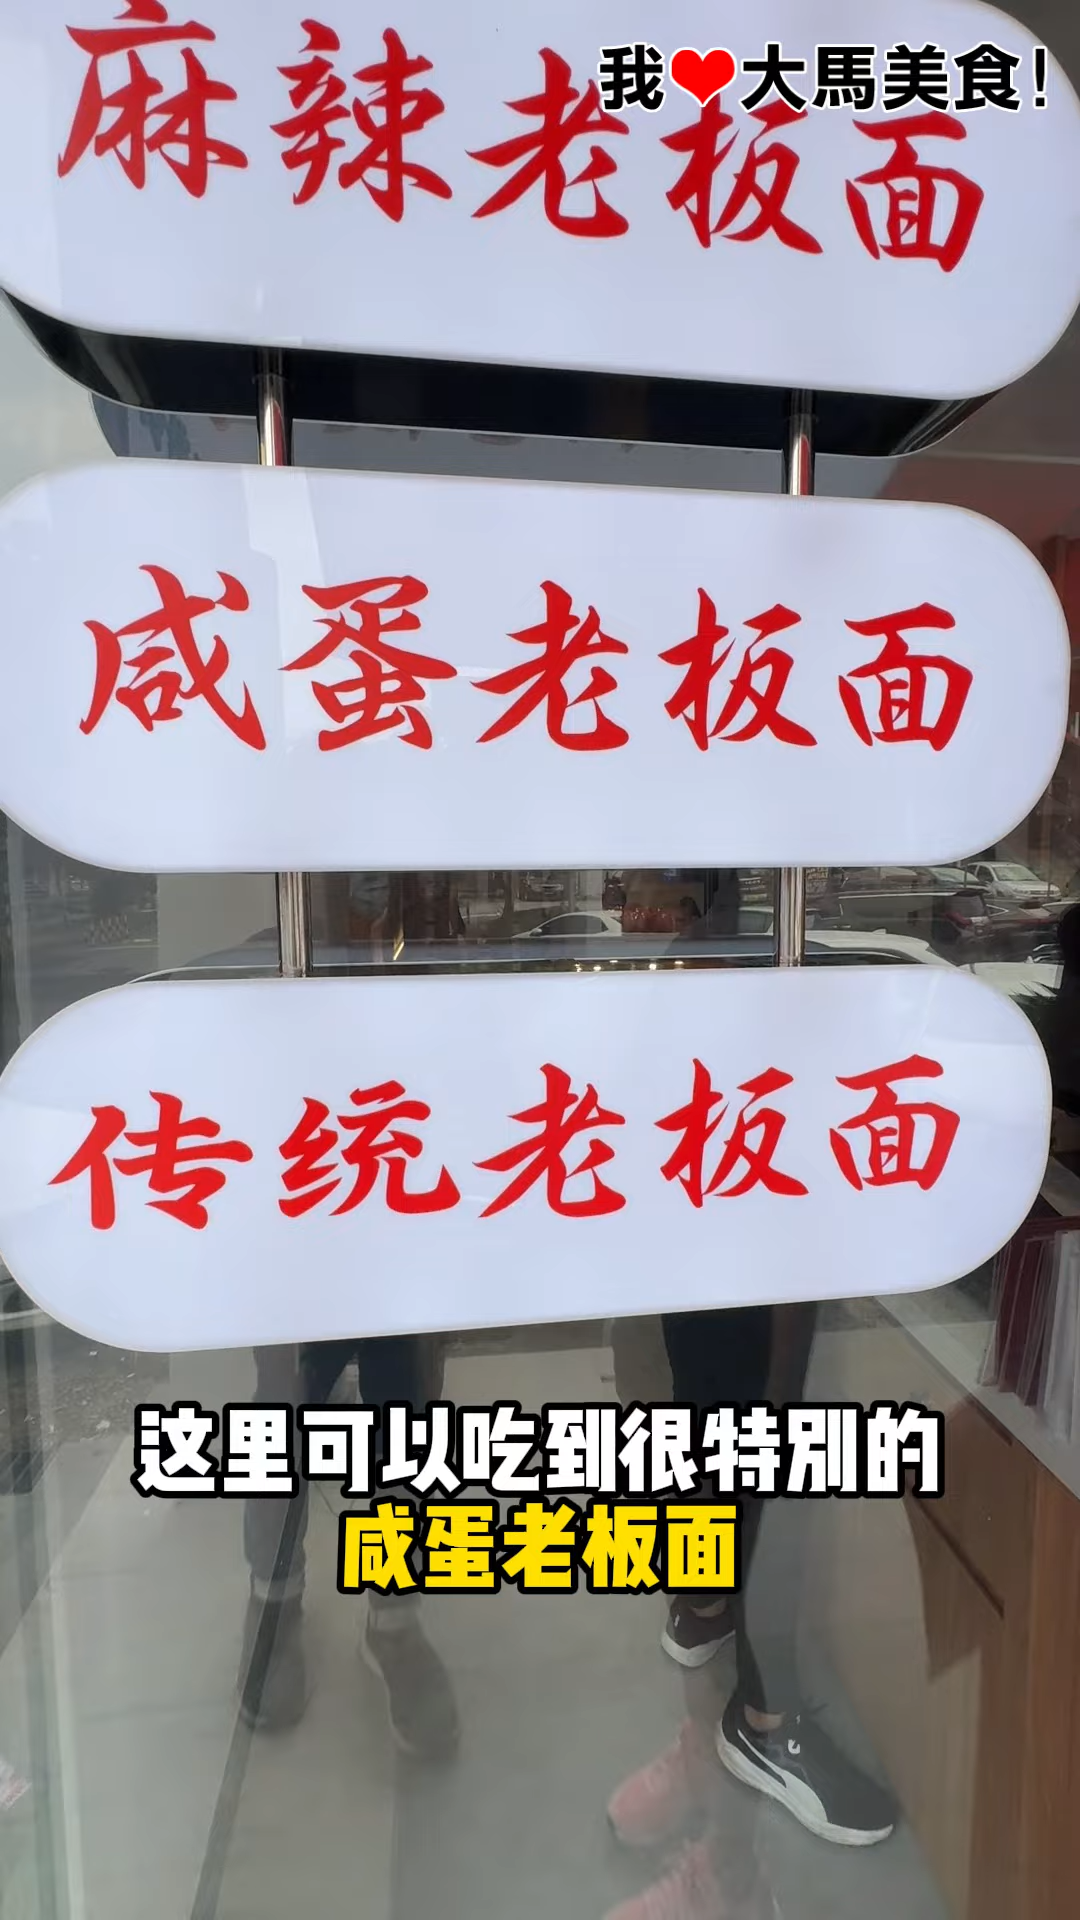 我❤大馬美食!
麻辣老板面
咸蛋老板面
传统老板面
这里可以吃到很特別的
咸蛋老板面